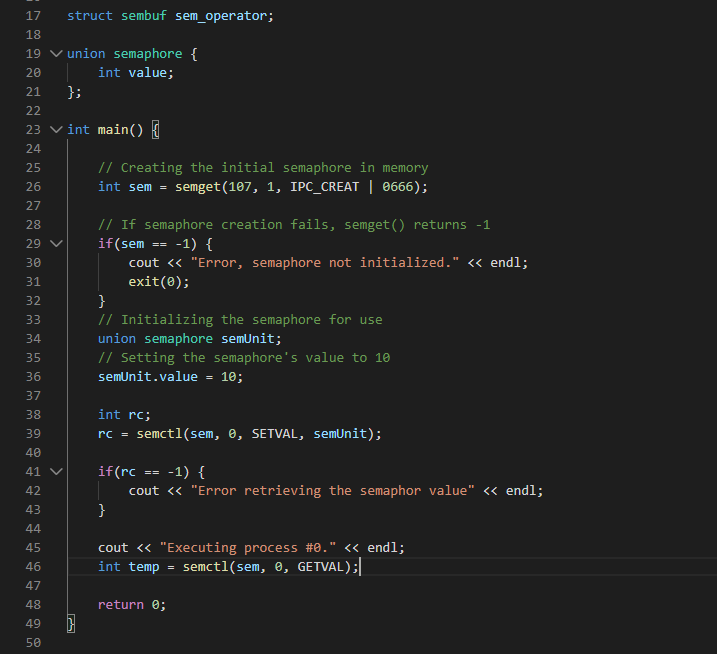 17 struct sembuf sem_operator;
18
19 union semaphore {
20 int value;
21 };
22
23 int main() {
24
25 // Creating the initial semaphore in memory
26 int sem = semget(107, 1, IPC_CREAT | 0666);
27
28 // If semaphore creation fails, semget() returns -1
29 if(sem == -1) {
30 cout << "Error, semaphore not initialized." << endl;
31 exit(0);
32 }
33 // Initializing the semaphore for use
34 union semaphore semUnit;
35 // Setting the semaphore's value to 10
36 semUnit.value = 10;
37
38 int rc;
39 rc = semctl(sem, 0, SETVAL, semUnit);
40
41 if(rc == -1) {
42 cout << "Error retrieving the semaphor value" << endl;
43 }
44
45 cout << "Executing process #0." << endl;
46 int temp = semctl(sem, 0, GETVAL);
47
48 return 0;
49 }
50